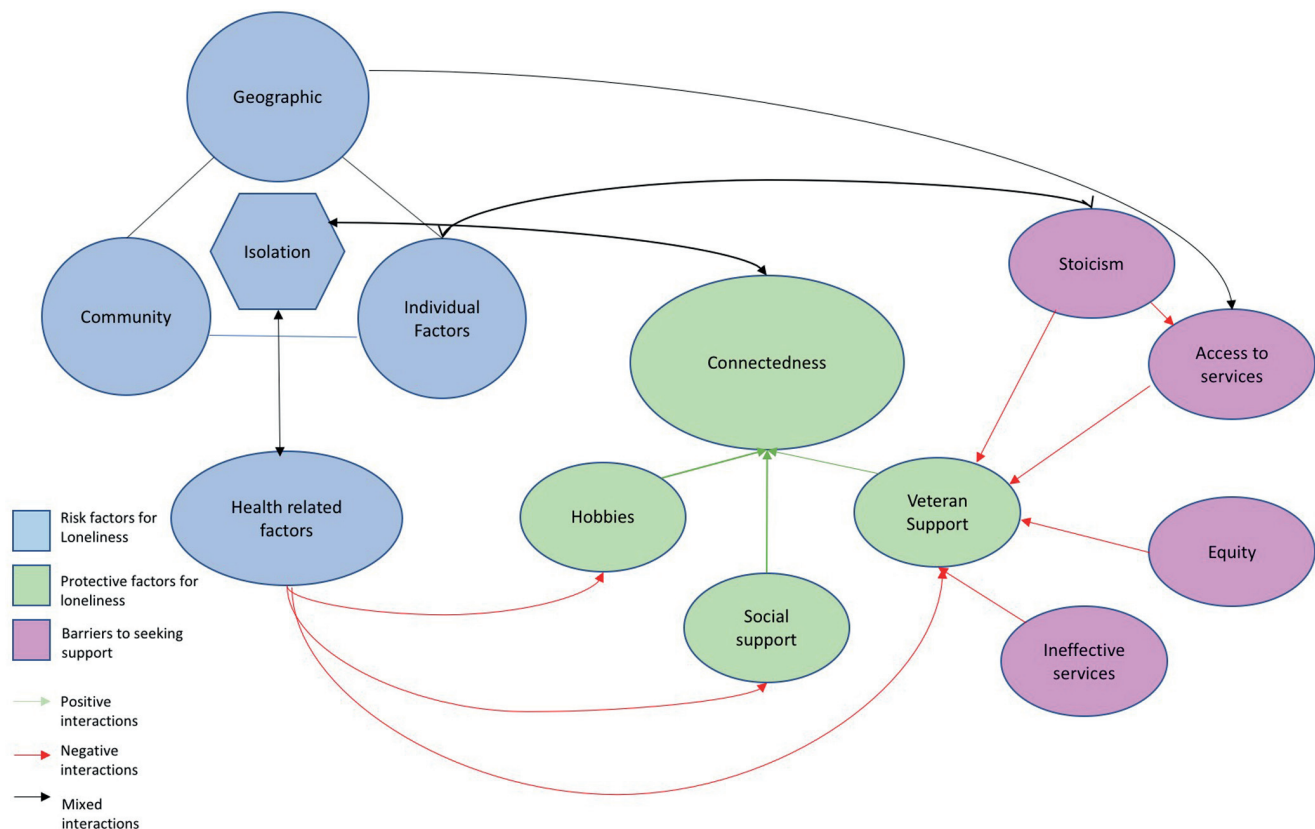 Geographic
Isolation
Community
Individual
Factors
Stoicism
Access to
services
Connectedness
Health related
factors
Hobbies
Veteran
Support
Equity
Social
support
Ineffective
services
Risk factors for
Loneliness
Protective factors for
loneliness
Barriers to seeking
support
Positive
interactions
Negative
interactions
Mixed
interactions